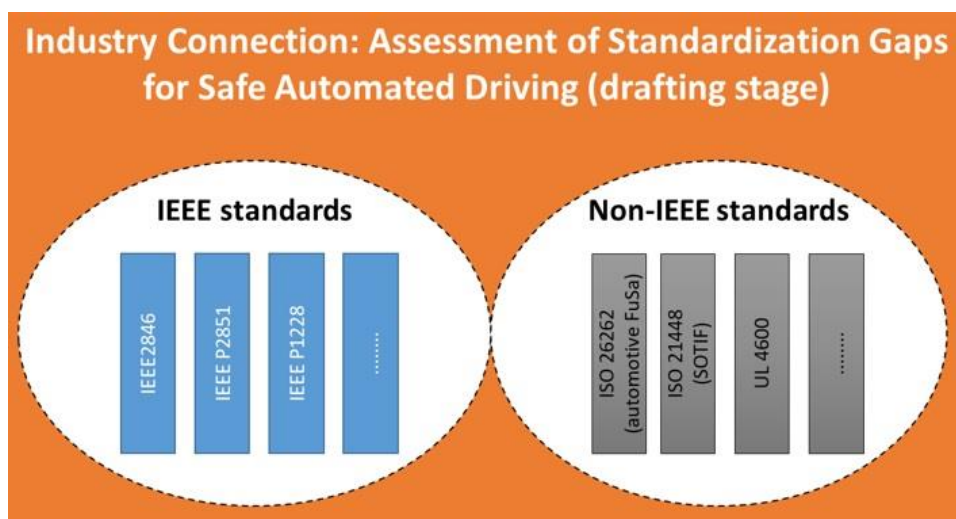 Industry Connection: Assessment of Standardization Gaps
for Safe Automated Driving (drafting stage)
IEEE standards
IEEE2846
IEEE P2851
IEEE P1228
........
Non-IEEE standards
ISO 26262
(automotive FuSa)
ISO 21448
(SOTIF)
UL 4600
........